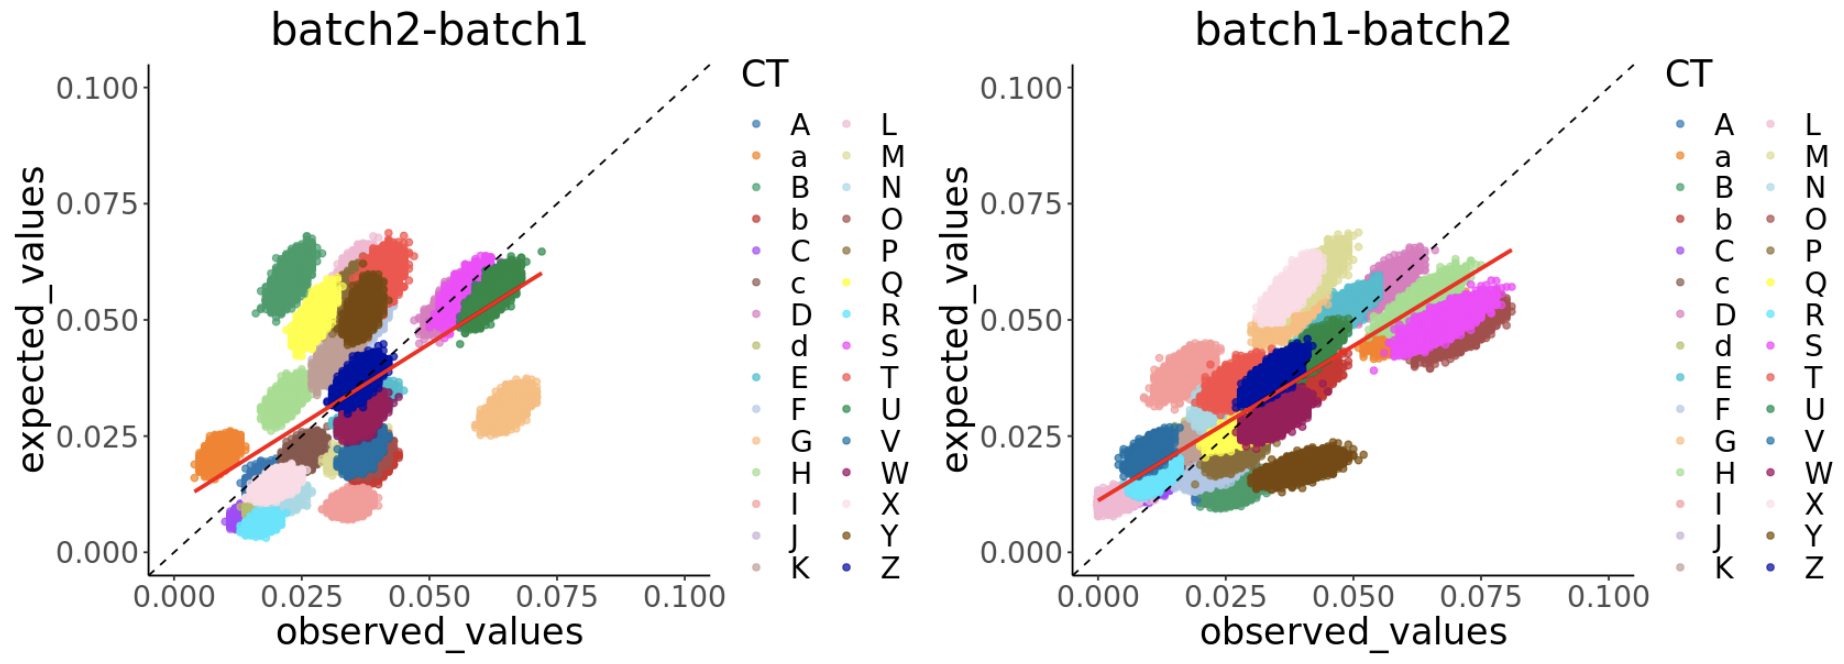 batch2-batch1
CT
0.100
0.075
0.050
0.025
0.000
expected_values
0.000 0.025 0.050 0.075 0.100
observed_values
A L
a M
B N
b O
C P
c Q
D R
d S
E T
F U
G V
H W
I X
J Y
K Z
batch1-batch2
CT
0.100
0.075
0.050
0.025
0.000
expected_values
0.000 0.025 0.050 0.075 0.100
observed_values
A L
a M
B N
b O
C P
c Q
D R
d S
E T
F U
G V
H W
I X
J Y
K Z